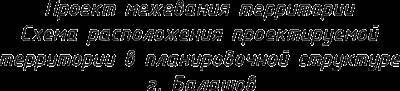 Проект межевания территории
Схема расположения проектируемой
территории в планировочной структуре
г. Балашов